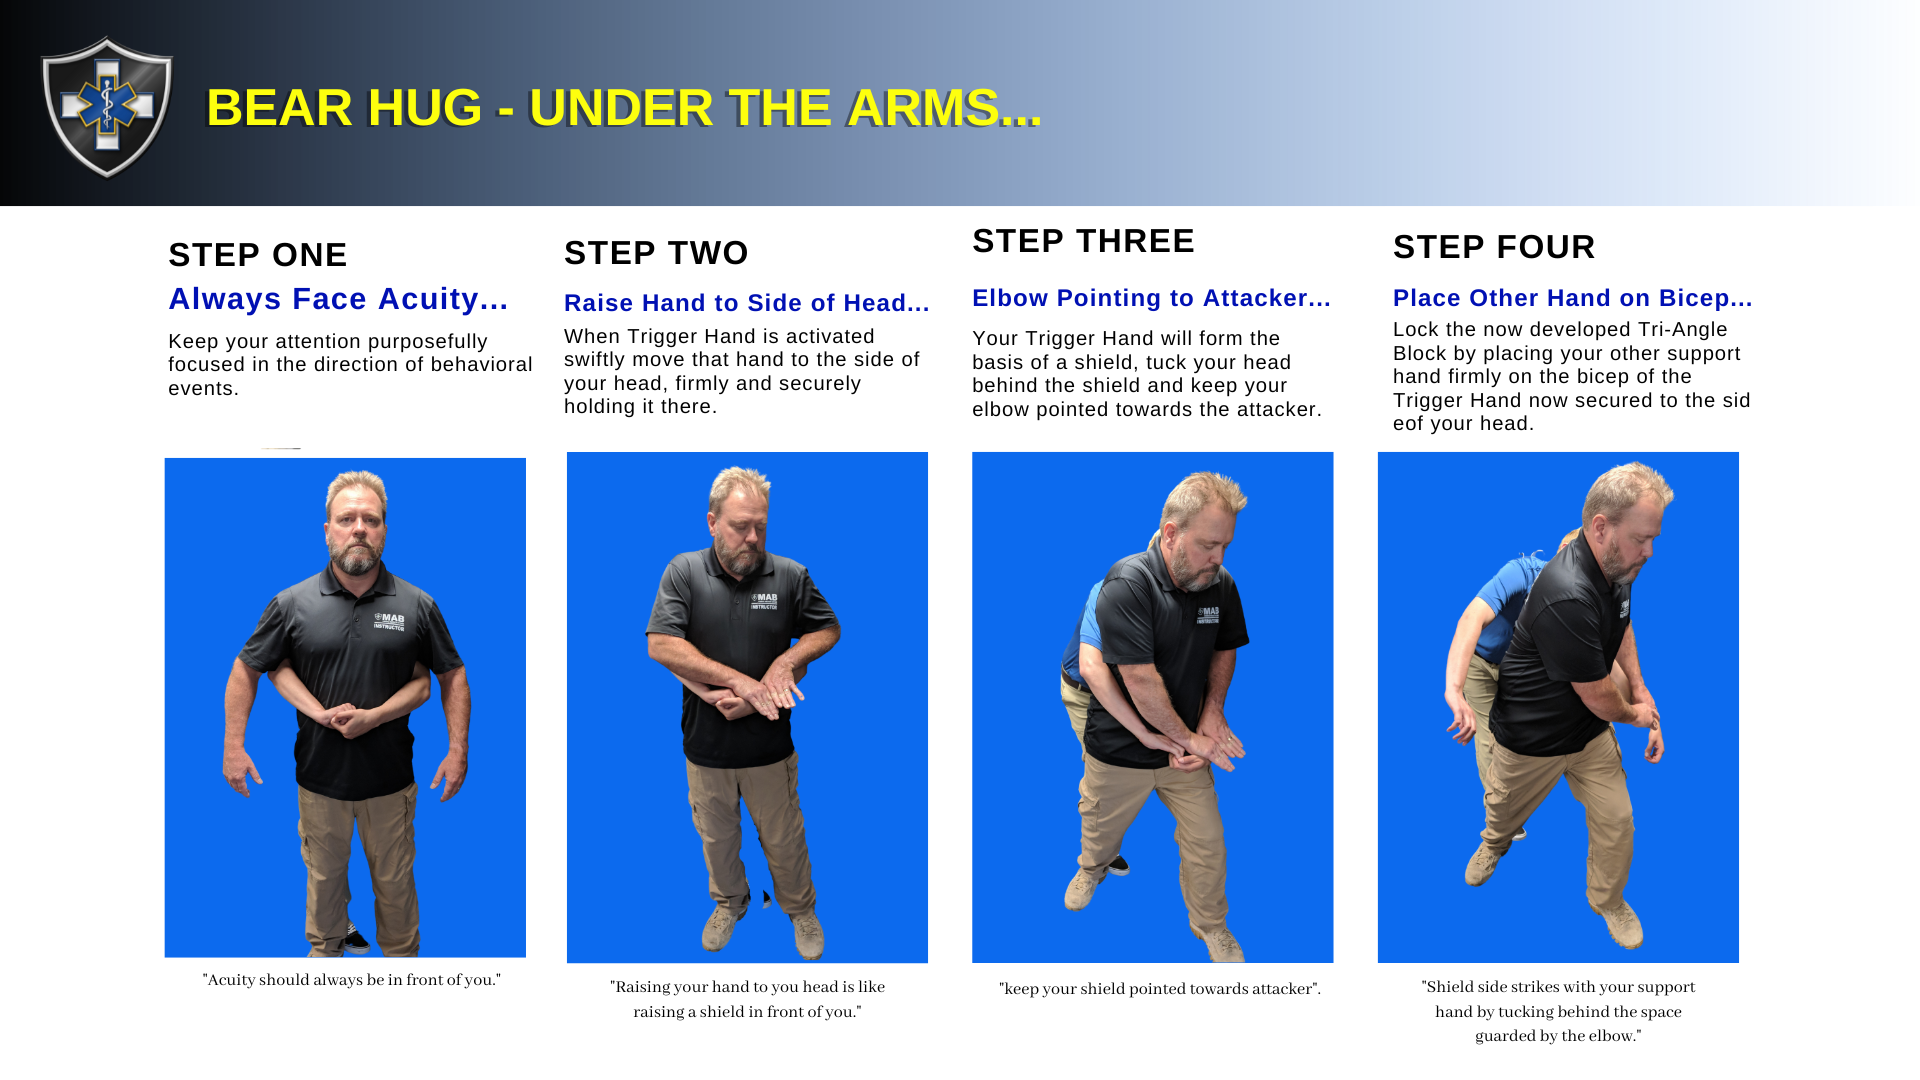 BEAR HUG - UNDER THE ARMS...
STEP ONE
Always Face Acuity...
Keep your attention purposefully
focused in the direction of behavioral
events.
"Acuity should always be in front of you."
STEP TWO
Raise Hand to Side of Head...
When Trigger Hand is activated
swiftly move that hand to the side of
your head, firmly and securely
holding it there.
"Raising your hand to you head is like
raising a shield in front of you."
STEP THREE
Elbow Pointing to Attacker...
Your Trigger Hand will form the
basis of a shield, tuck your head
behind the shield and keep your
elbow pointed towards the attacker.
"keep your shield pointed towards attacker".
STEP FOUR
Place Other Hand on Bicep...
Lock the now developed Tri-Angle
Block by placing your other support
hand firmly on the bicep of the
Trigger Hand now secured to the sid
eof your head.
"Shield side strikes with your support
hand by tucking behind the space
guarded by the elbow."
MAB
INSTRUCTOR
MAB
INSTRUCTOR
MAB
INSTRUCTOR